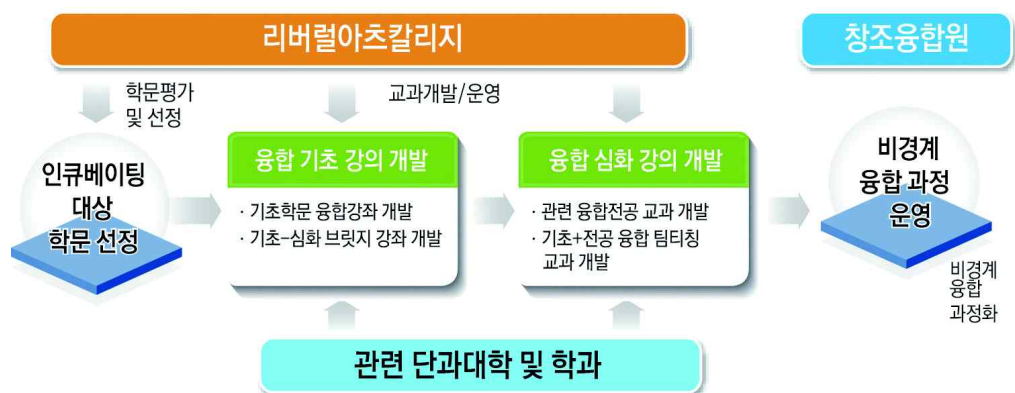 리버럴아츠칼리지
창조융합원
학문평가
및 선정
교과개발/운영
인큐베이팅
대상
학문 선정
융합 기초 강의 개발
· 기초학문 융합강좌 개발
· 기초-심화 브릿지 강좌 개발
융합 심화 강의 개발
· 관련 융합전공 교과 개발
· 기초+전공 융합 팀티칭
교과 개발
비경계
융합 과정
운영
비경계
융합
과정화
관련 단과대학 및 학과